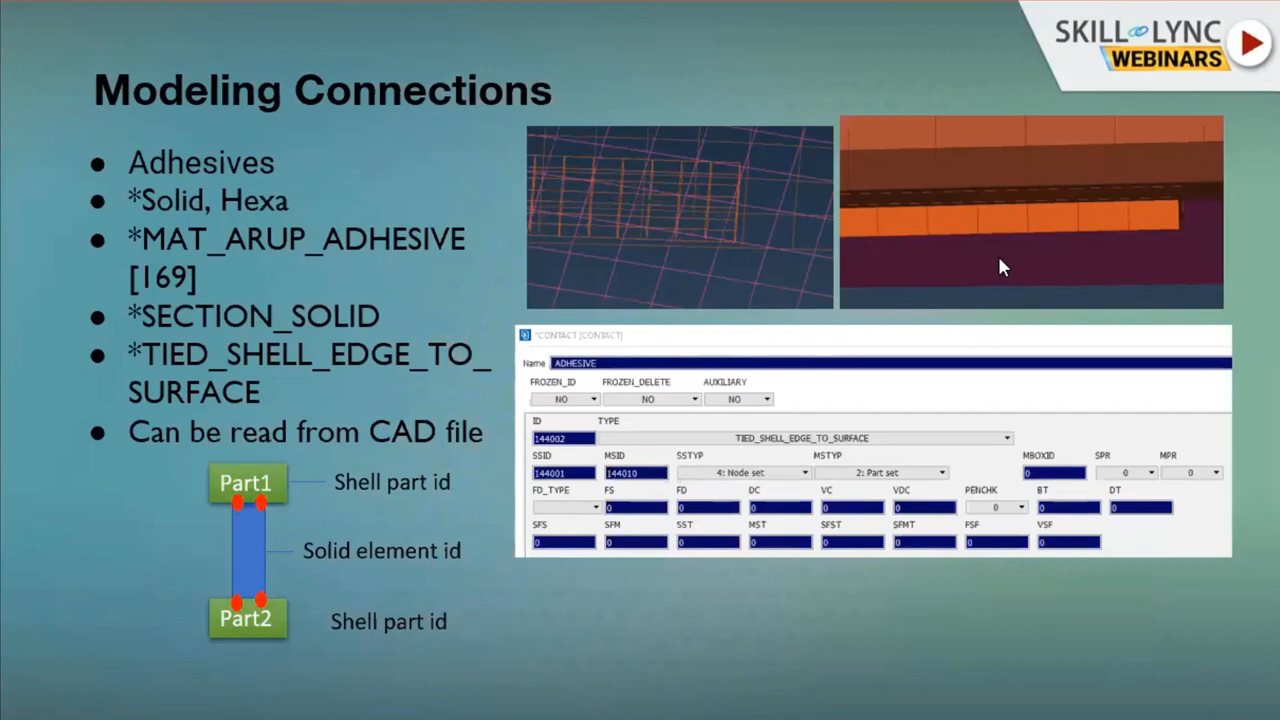 SKILL LYNC
WEBINARS
Modeling Connections
● Adhesives
● *Solid, Hexa
● *MAT_ARUP_ADHESIVE
[169]
● *SECTION_SOLID
● *TIED_SHELL_EDGE_TO_
SURFACE
● Can be read from CAD file
Part1
Shell part id
Solid element id
Part2
Shell part id
*CONTACT [CONTACT]
Name ADHESIVE
FROZEN_ID FROZEN_DELETE AUXILIARY
NO NO NO
ID TYPE
144002 TIED_SHELL_EDGE_TO_SURFACE
SSID MSID SSTYP MSTYP MBOXID SPR MPR
144001 144010 4: Node set 2: Part set 0 0 0
FD_TYPE FS FD DC VC VDC PENCHK BT DT
0 0 0 0 0 0 0 0
SFS SFM SST MST SFST SFMT FSF VSF
0 0 0 0 0 0 0 0